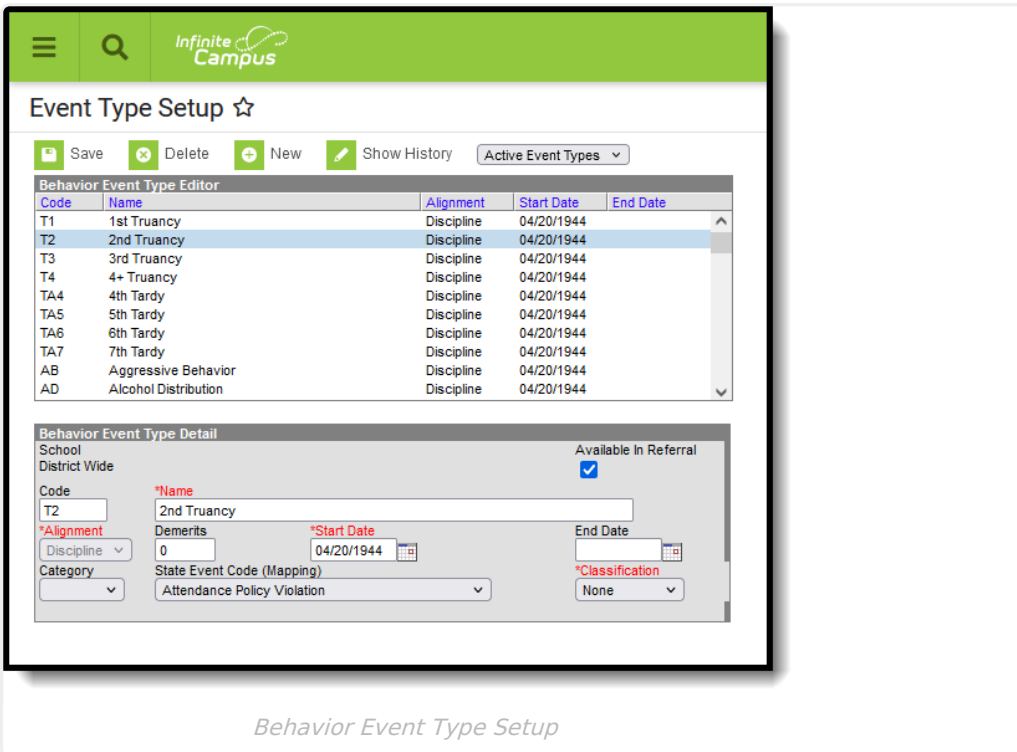 Infinite
Campus
Event Type Setup
Save Delete New Show History Active Event Types
Behavior Event Type Editor
Code Name Alignment Start Date End Date
T1 1st Truancy Discipline 04/20/1944
T2 2nd Truancy Discipline 04/20/1944
T3 3rd Truancy Discipline 04/20/1944
T4 4+ Truancy Discipline 04/20/1944
TA4 4th Tardy Discipline 04/20/1944
TA5 5th Tardy Discipline 04/20/1944
TA6 6th Tardy Discipline 04/20/1944
TA7 7th Tardy Discipline 04/20/1944
AB Aggressive Behavior Discipline 04/20/1944
AD Alcohol Distribution Discipline 04/20/1944
Behavior Event Type Detail
School Available In Referral
District Wide
Code *Name
T2 2nd Truancy
*Alignment Demerits *Start Date End Date
Discipline 0 04/20/1944
Category State Event Code (Mapping) *Classification
Attendance Policy Violation None
Behavior Event Type Setup